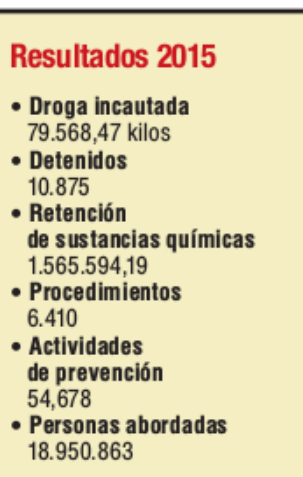 Resultados 2015
• Droga incautada
79.568,47 kilos
• Detenidos
10.875
• Retención
de sustancias químicas
1.565.594,19
• Procedimientos
6.410
• Actividades
de prevención
54,678
• Personas abordadas
18.950.863